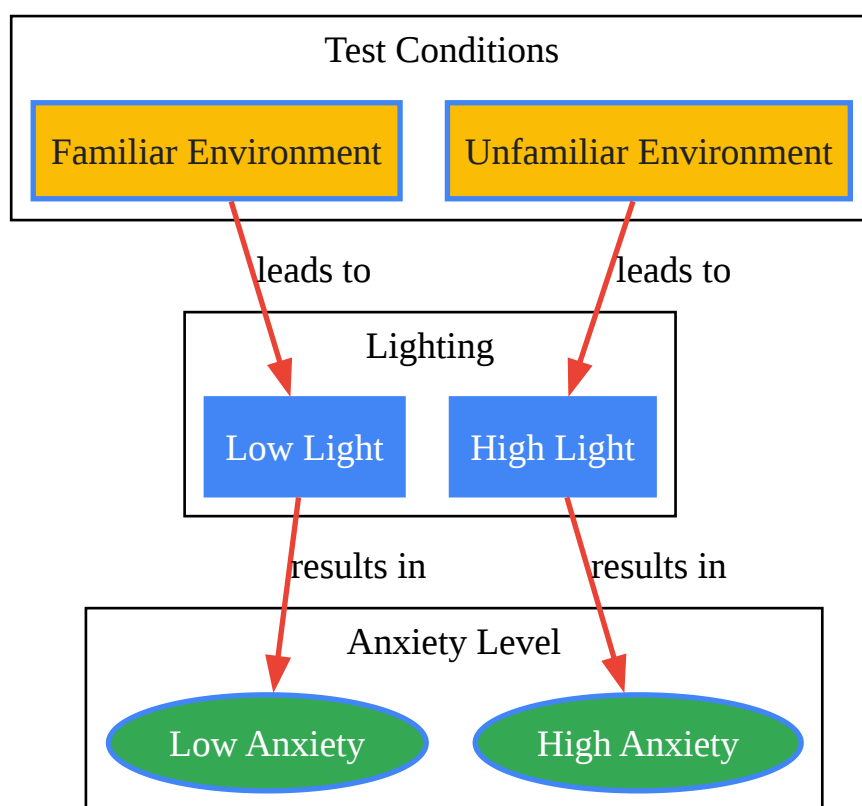 Test Conditions
Familiar Environment
Unfamiliar Environment
leads to
leads to
Lighting
Low Light
High Light
results in
results in
Anxiety Level
Low Anxiety
High Anxiety